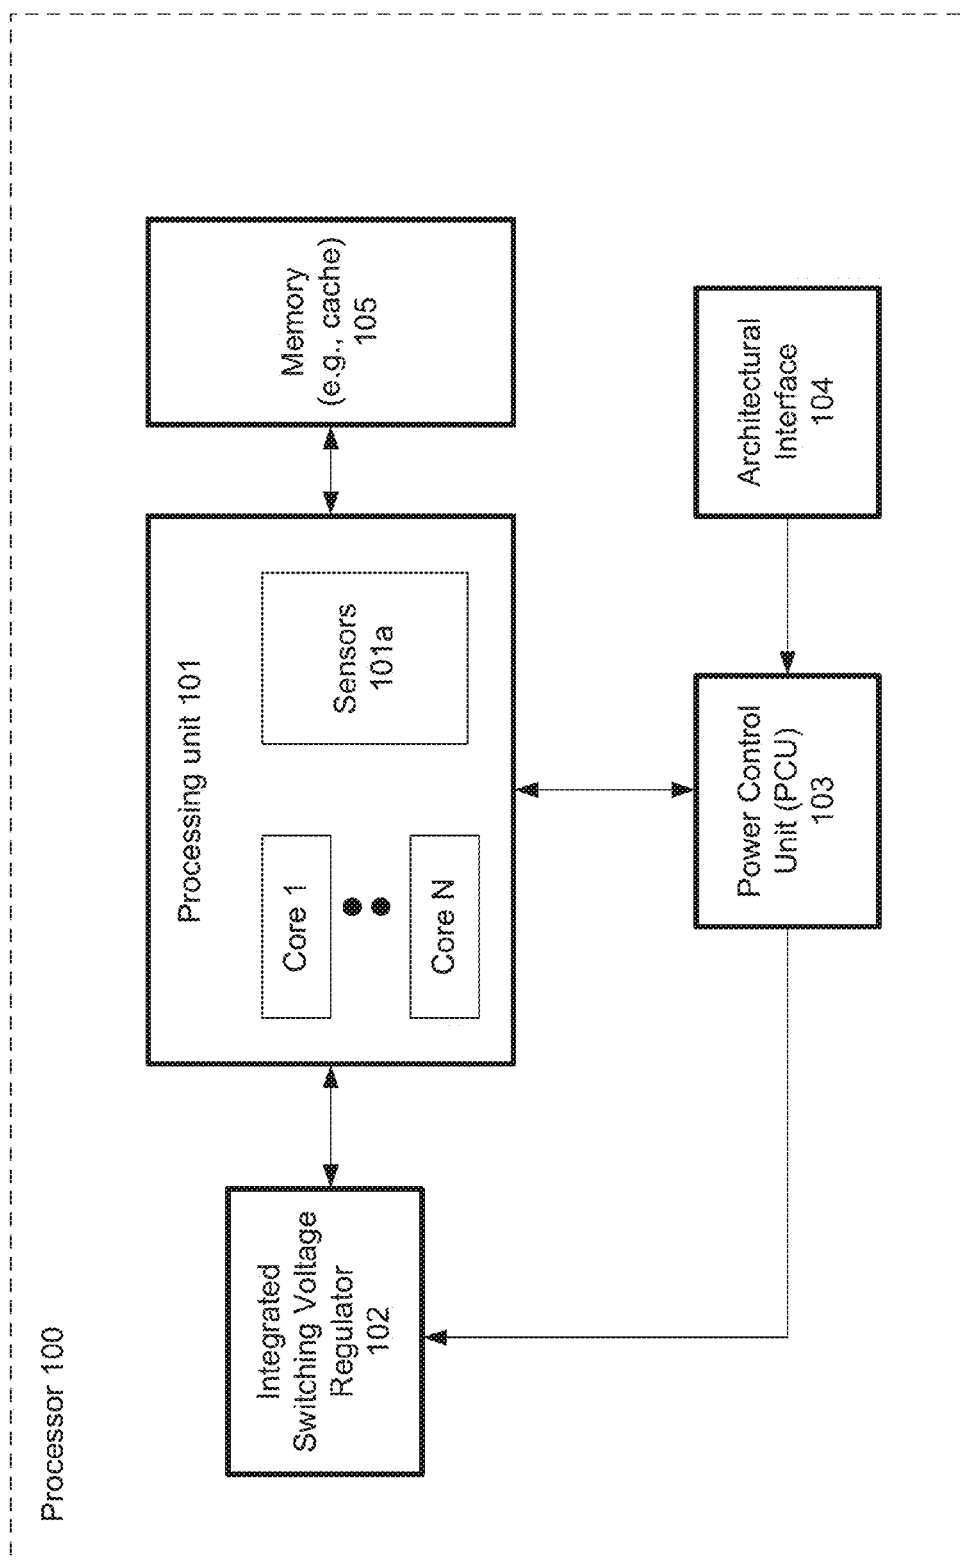 Processor 100
Integrated
Switching Voltage
Regulator
102
Processing unit 101
Core 1
Core N
Sensors
101a
Memory
(e.g., cache)
105
Power Control
Unit (PCU)
103
Architectural
Interface
104